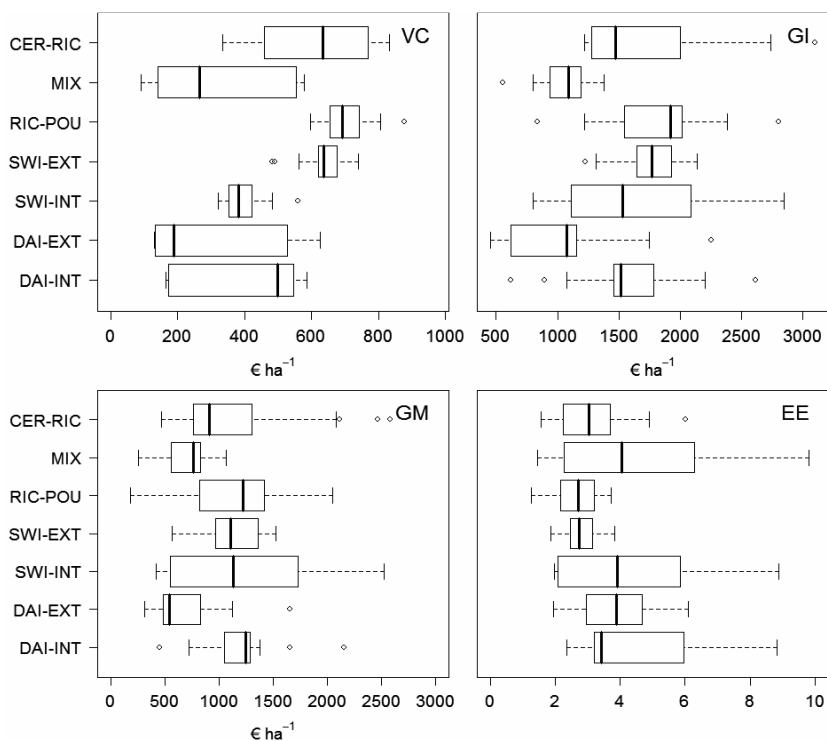 VC
GI
CER-RIC
MIX
RIC-POU
SWI-EXT
SWI-INT
DAI-EXT
DAI-INT
0 200 400 600 800 1000
500 1000 1500 2000 2500 3000
€ ha⁻¹
€ ha⁻¹
GM
EE
CER-RIC
MIX
RIC-POU
SWI-EXT
SWI-INT
DAI-EXT
DAI-INT
0 500 1000 1500 2000 2500 3000
0 2 4 6 8 10
€ ha⁻¹